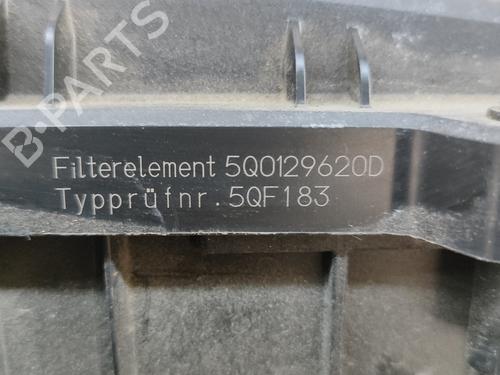 B-PARTS
Filterelement 5Q0129620D
Typprüfnr. 5QF183